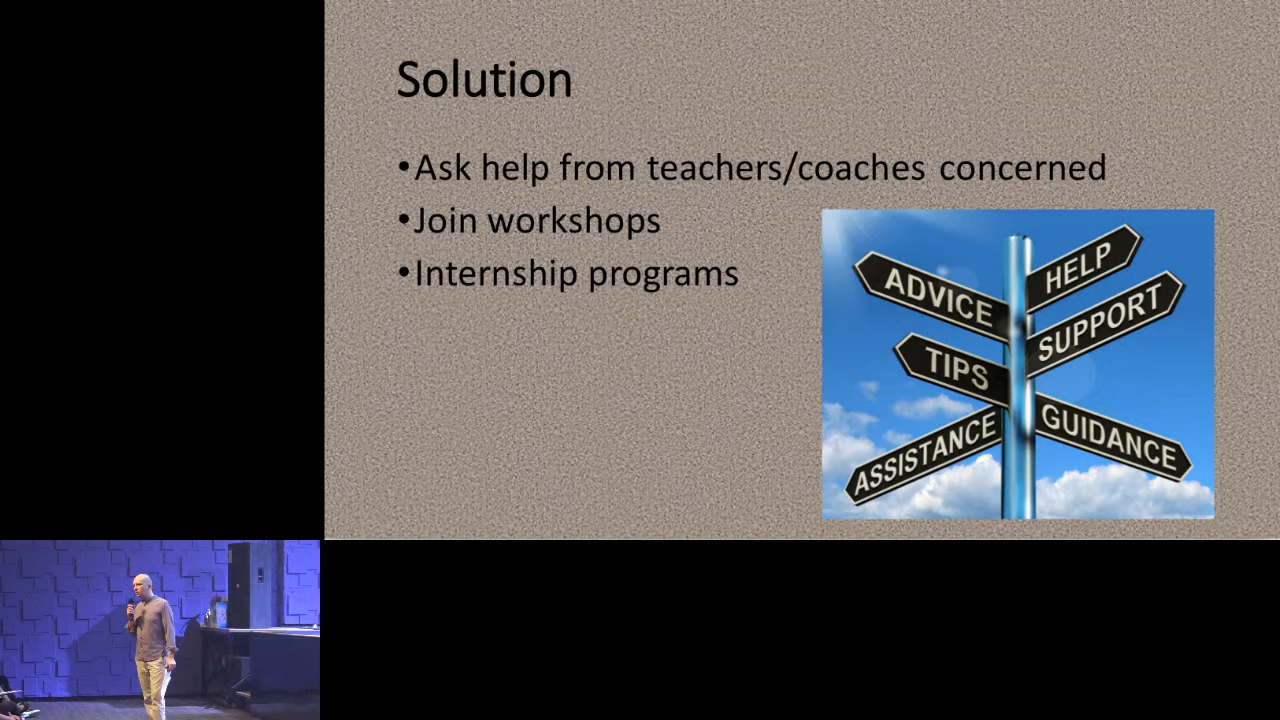 Solution
•Ask help from teachers/coaches concerned
•Join workshops
•Internship programs
ADVICE
HELP
SUPPORT
TIPS
ASSISTANCE
GUIDANCE